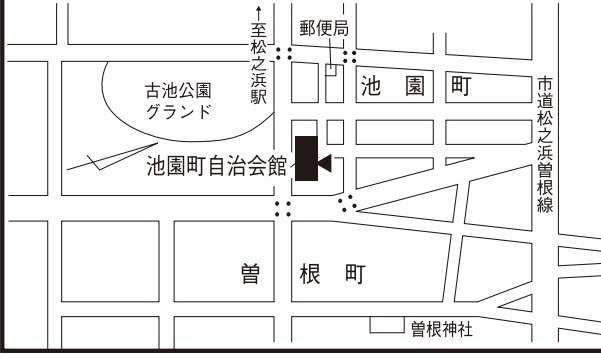 ↑至松之浜駅
郵便局
古池公園
グランド
池園町
市道松之浜曽根線
池園町自治会館
曽根町
曽根神社